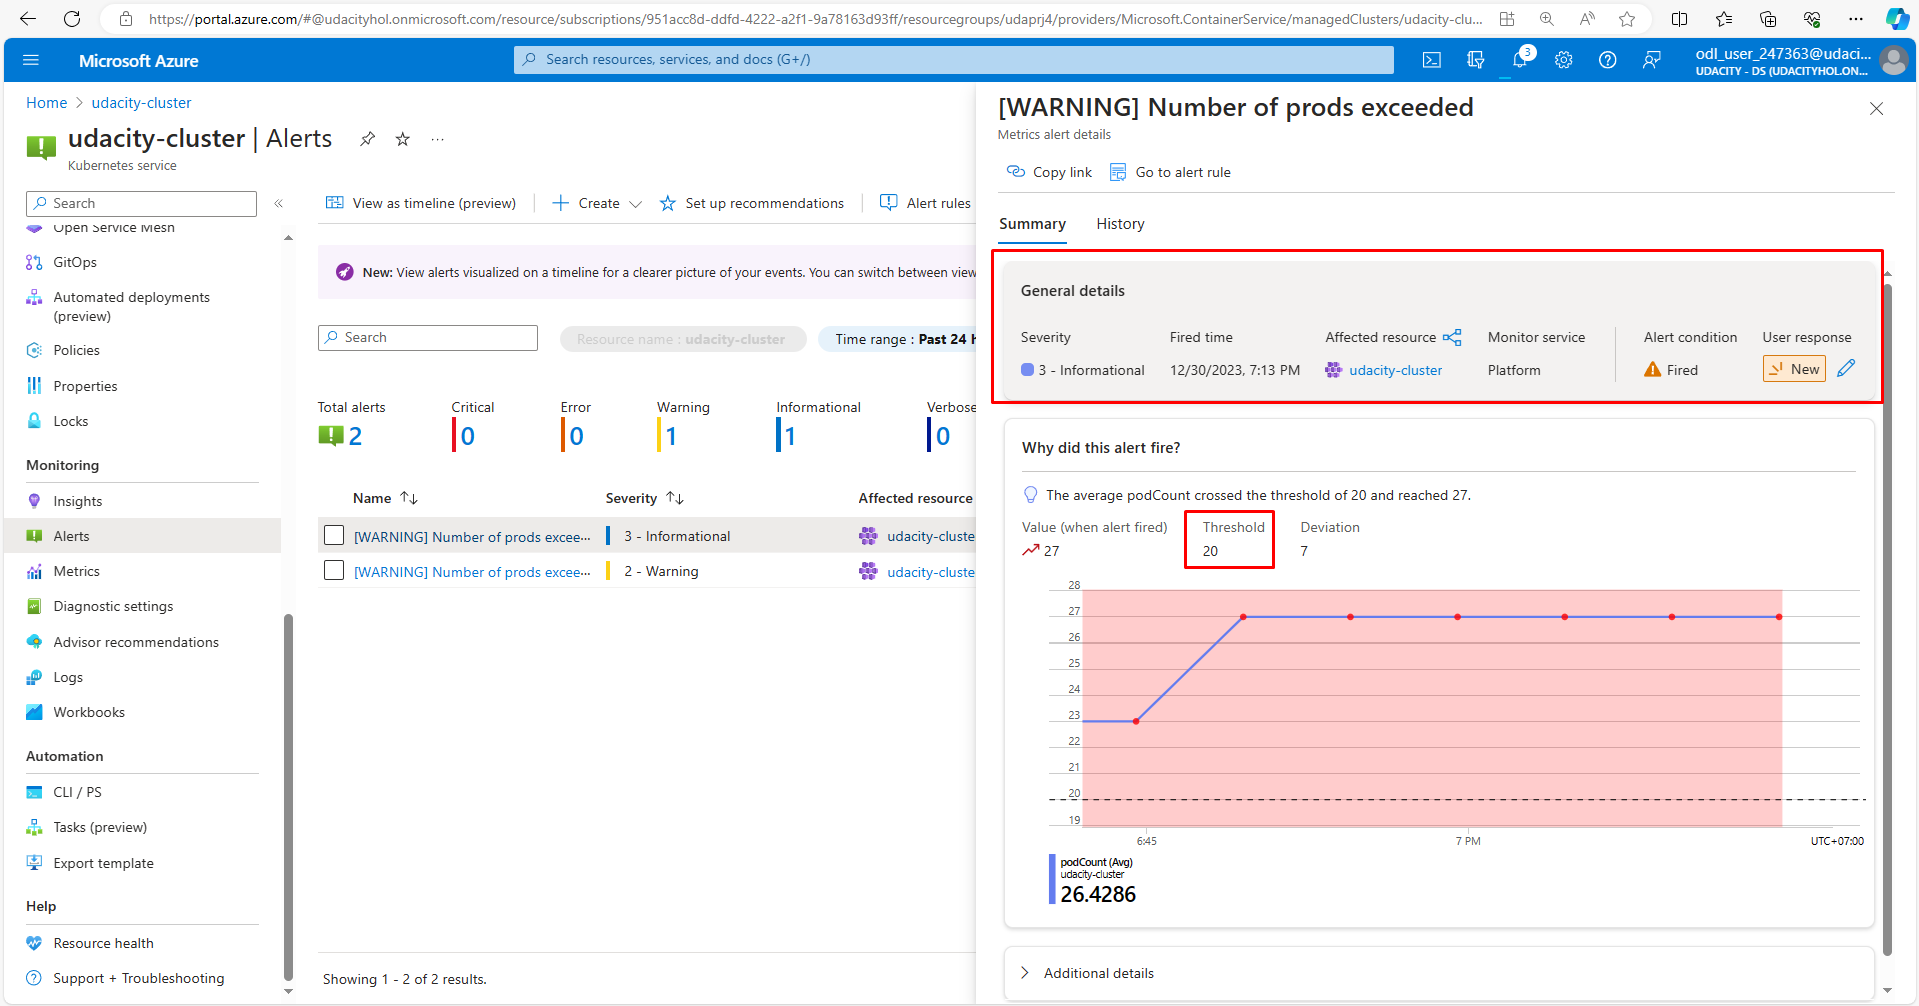 https://portal.azure.com/#@udacityhol.onmicrosoft.com/resource/subscriptions/951acc8d-ddfd-4222-a2f1-9a78163d93ff/resourcegroups/udaprj4/providers/Microsoft.ContainerService/managedClusters/udacity-clu...
Microsoft Azure
Search resources, services, and docs (G+/)
3
odl_user_247363@udaci...
UDACITY - DS (UDACITYHOL.ON...
Home > udacity-cluster
udacity-cluster | Alerts
...
Kubernetes service
Search
«
Open Service Mesh
GitOps
Automated deployments
(preview)
Policies
Properties
Locks
Monitoring
Insights
Alerts
Metrics
Diagnostic settings
Advisor recommendations
Logs
Workbooks
Automation
CLI / PS
Tasks (preview)
Export template
Help
Resource health
Support + Troubleshooting
View as timeline (preview)
Create
Set up recommendations
Alert rules
New: View alerts visualized on a timeline for a clearer picture of your events. You can switch between view
Search
Resource name : udacity-cluster
Time range : Past 24 h
Total alerts
2
Critical
0
Error
0
Warning
1
Informational
1
Verbose
0
Name
Severity
Affected resource
[WARNING] Number of prods excee...
3 - Informational
udacity-cluste
[WARNING] Number of prods excee...
2 - Warning
udacity-cluste
Showing 1 - 2 of 2 results.
[WARNING] Number of prods exceeded
Metrics alert details
Copy link
Go to alert rule
Summary
History
General details
Severity
3 - Informational
Fired time
12/30/2023, 7:13 PM
Affected resource
udacity-cluster
Monitor service
Platform
Alert condition
Fired
User response
New
Why did this alert fire?
The average podCount crossed the threshold of 20 and reached 27.
Value (when alert fired)
27
Threshold
20
Deviation
7
28
27
26
25
24
23
22
21
20
19
6:45
7 PM
UTC+07:00
podCount (Avg)
udacity-cluster
26.4286
Additional details